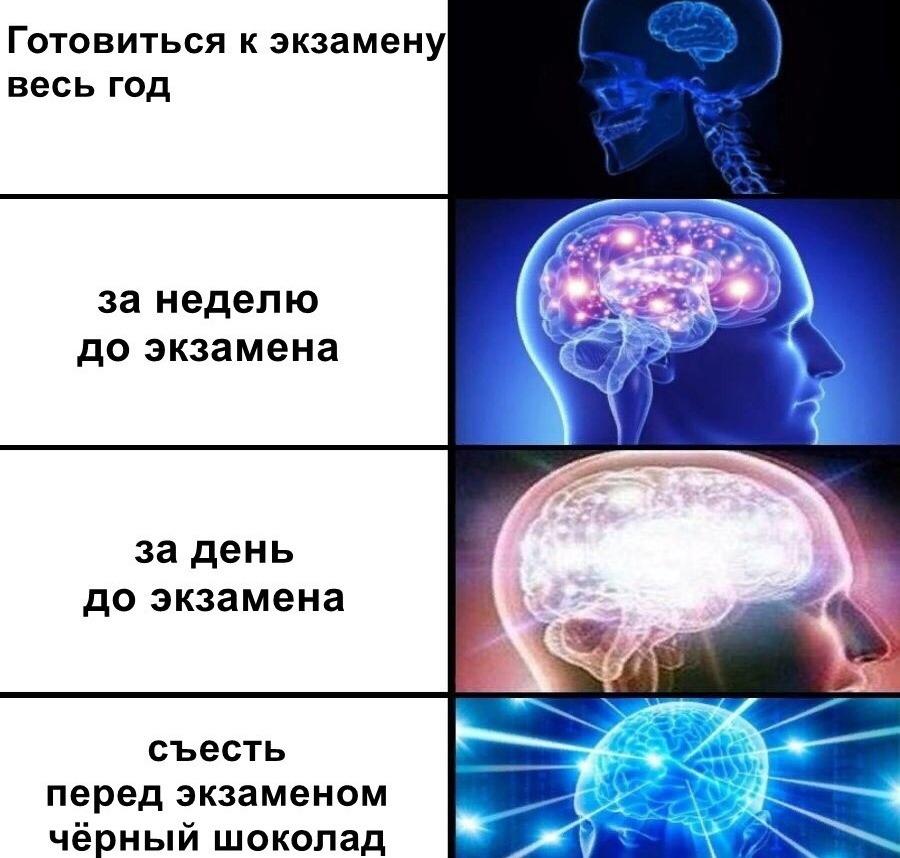 Готовиться к экзамену
весь год
за неделю
до экзамена
за день
до экзамена
съесть
перед экзаменом
чёрный шоколад